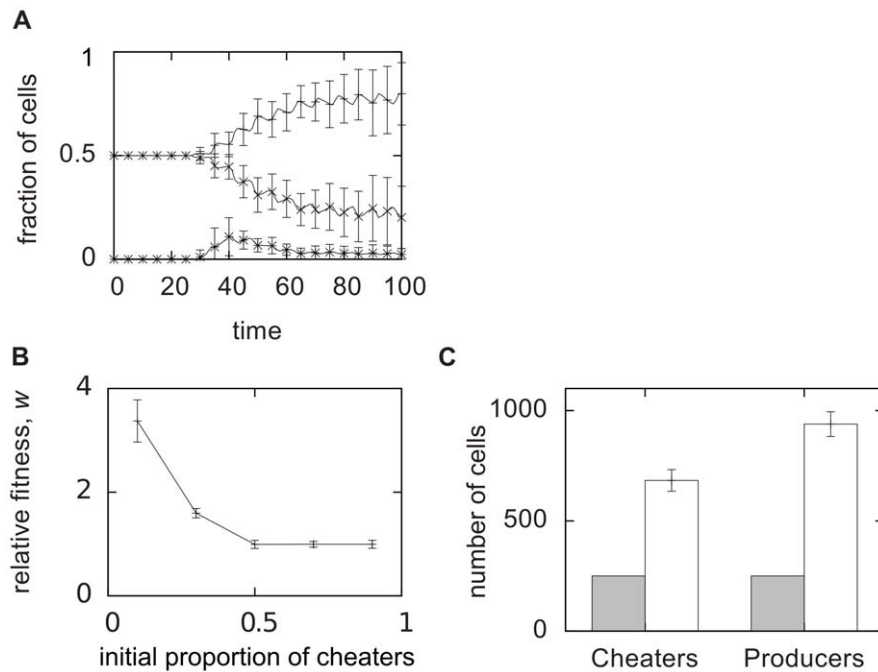 A
1
0.5
0
fraction of cells
0 20 40 60 80 100
time
B
4
2
0
relative fitness, w
0 0.5 1
initial proportion of cheaters
C
1000
500
0
number of cells
Cheaters Producers